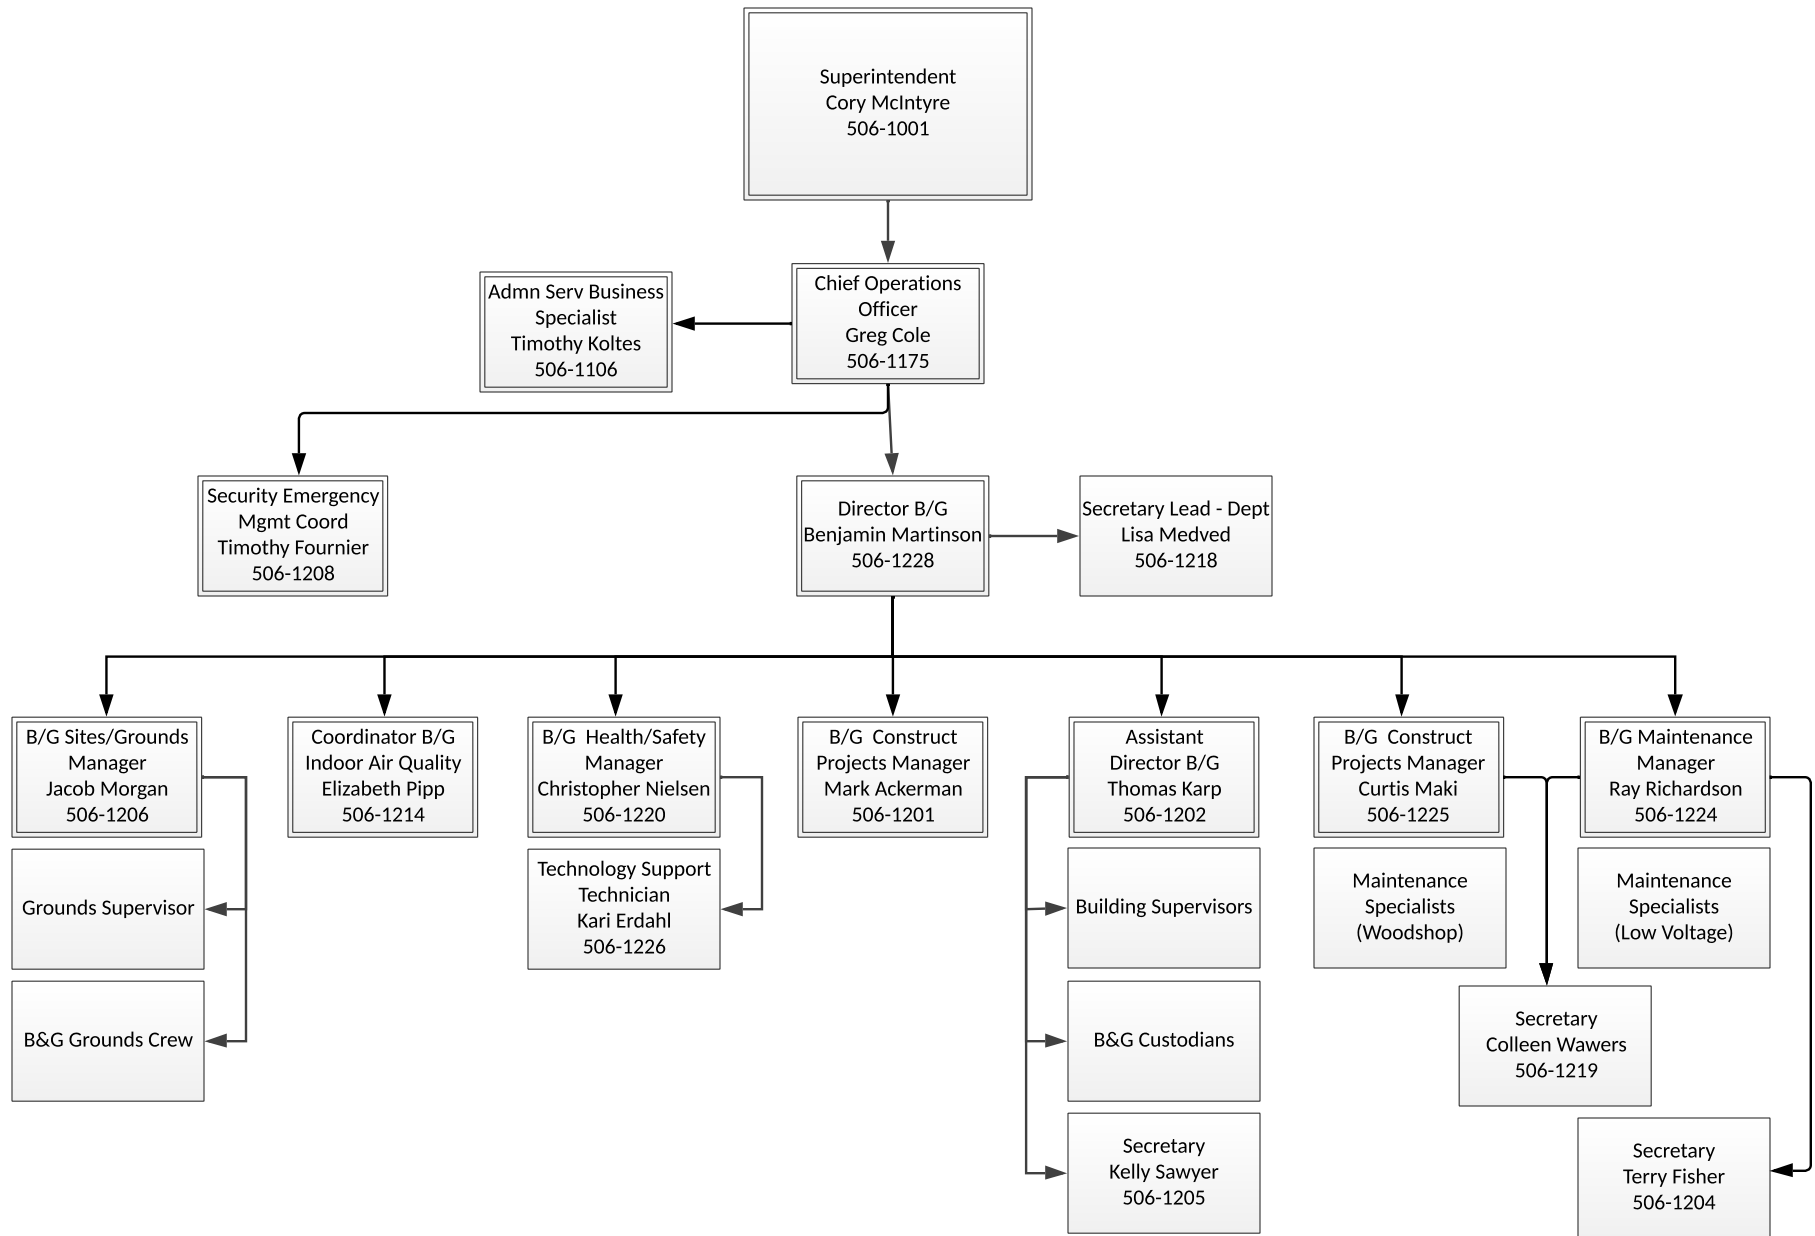 Superintendent
Cory McIntyre
506-1001
Chief Operations
Officer
Greg Cole
506-1175
Admn Serv Business
Specialist
Timothy Koltes
506-1106
Security Emergency
Mgmt Coord
Timothy Fournier
506-1208
Director B/G
Benjamin Martinson
506-1228
Secretary Lead - Dept
Lisa Medved
506-1218
B/G Sites/Grounds
Manager
Jacob Morgan
506-1206
Coordinator B/G
Indoor Air Quality
Elizabeth Pipp
506-1214
B/G Health/Safety
Manager
Christopher Nielsen
506-1220
B/G Construct
Projects Manager
Mark Ackerman
506-1201
Assistant
Director B/G
Thomas Karp
506-1202
B/G Construct
Projects Manager
Curtis Maki
506-1225
B/G Maintenance
Manager
Ray Richardson
506-1224
Grounds Supervisor
Technology Support
Technician
Kari Erdahl
506-1226
Building Supervisors
Maintenance
Specialists
(Woodshop)
Maintenance
Specialists
(Low Voltage)
B&G Grounds Crew
B&G Custodians
Secretary
Colleen Wawers
506-1219
Secretary
Kelly Sawyer
506-1205
Secretary
Terry Fisher
506-1204